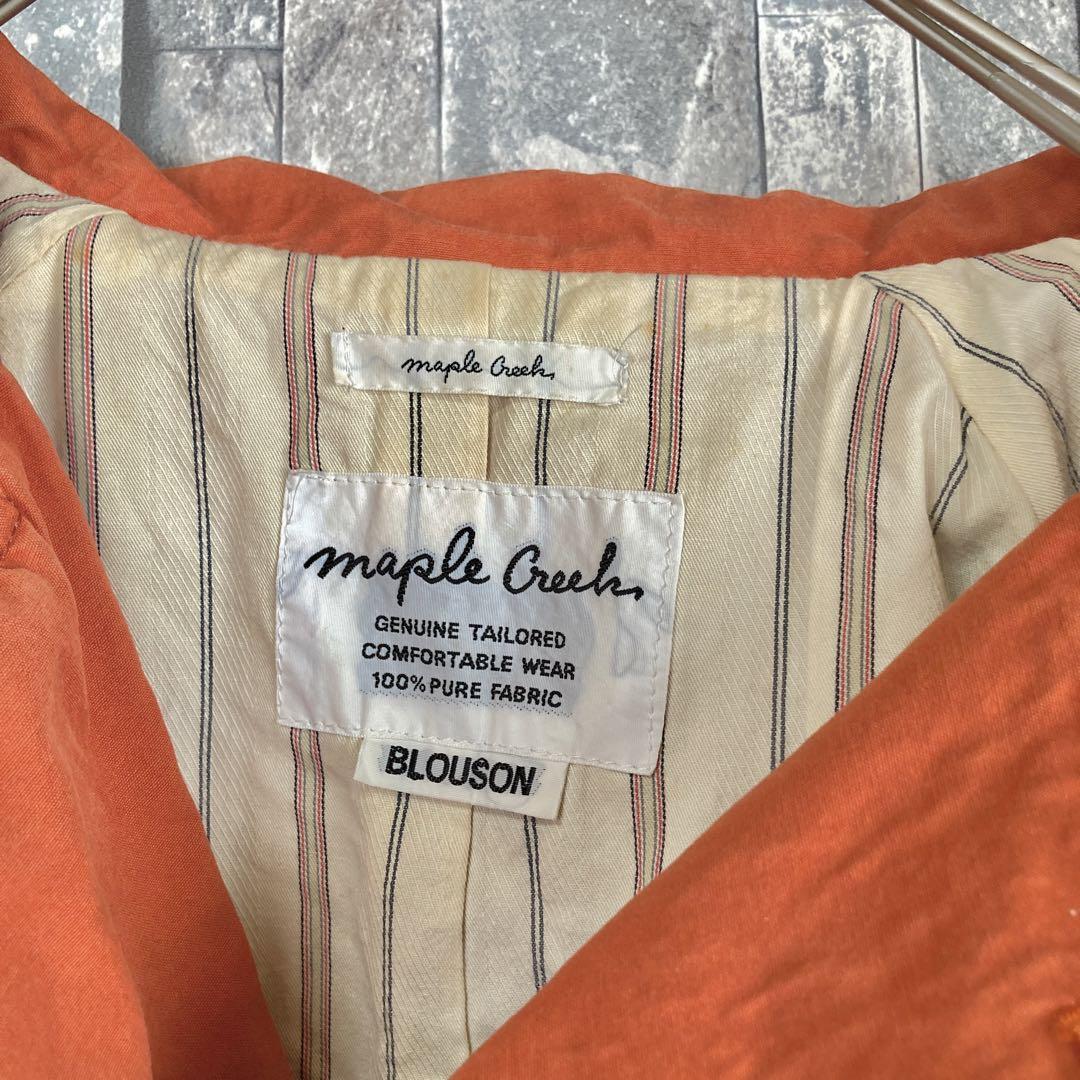 maple Creek
maple Creek
GENUINE TAILORED
COMFORTABLE WEAR
100% PURE FABRIC
BLOUSON